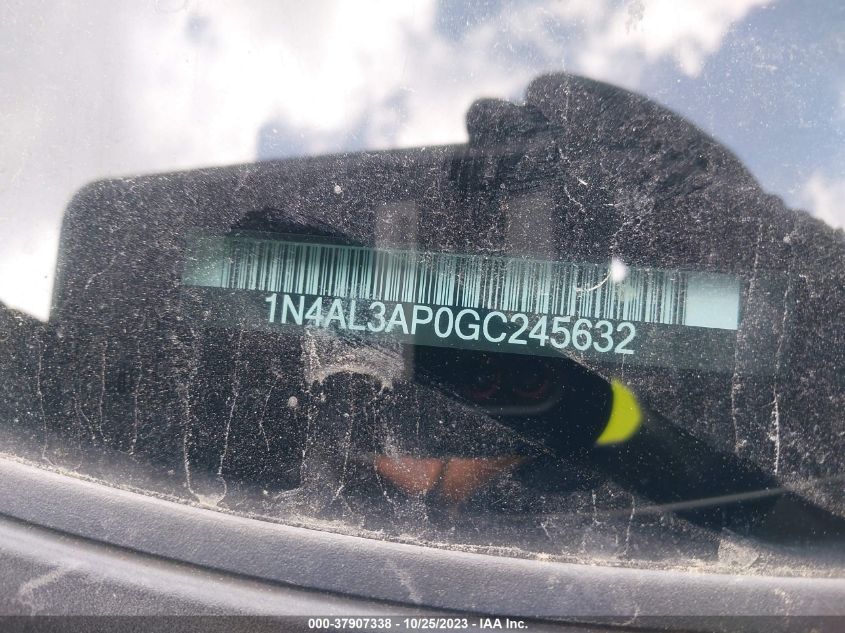 1N4AL3AP0GC245632
000-37907338 - 10/25/2023 - IAA Inc.